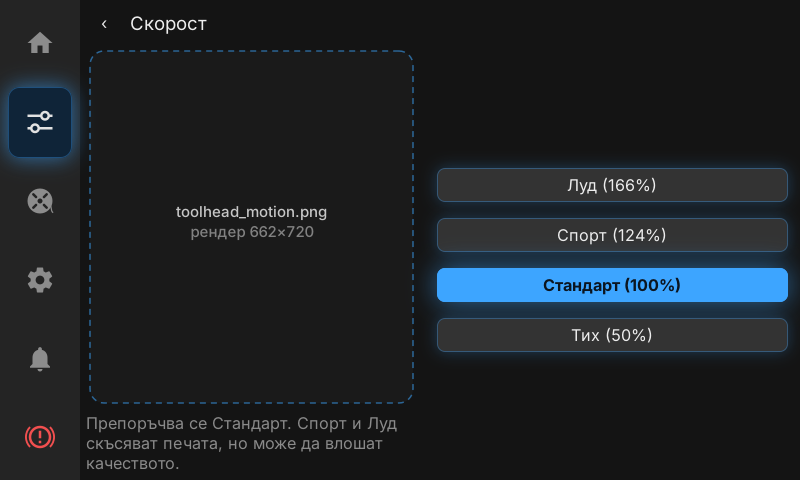 ‹ Скорост
toolhead_motion.png
рендер 662×720
Луд (166%)
Спорт (124%)
Стандарт (100%)
Тих (50%)
Препоръчва се Стандарт. Спорт и Луд
скъсяват печата, но може да влошат
качеството.